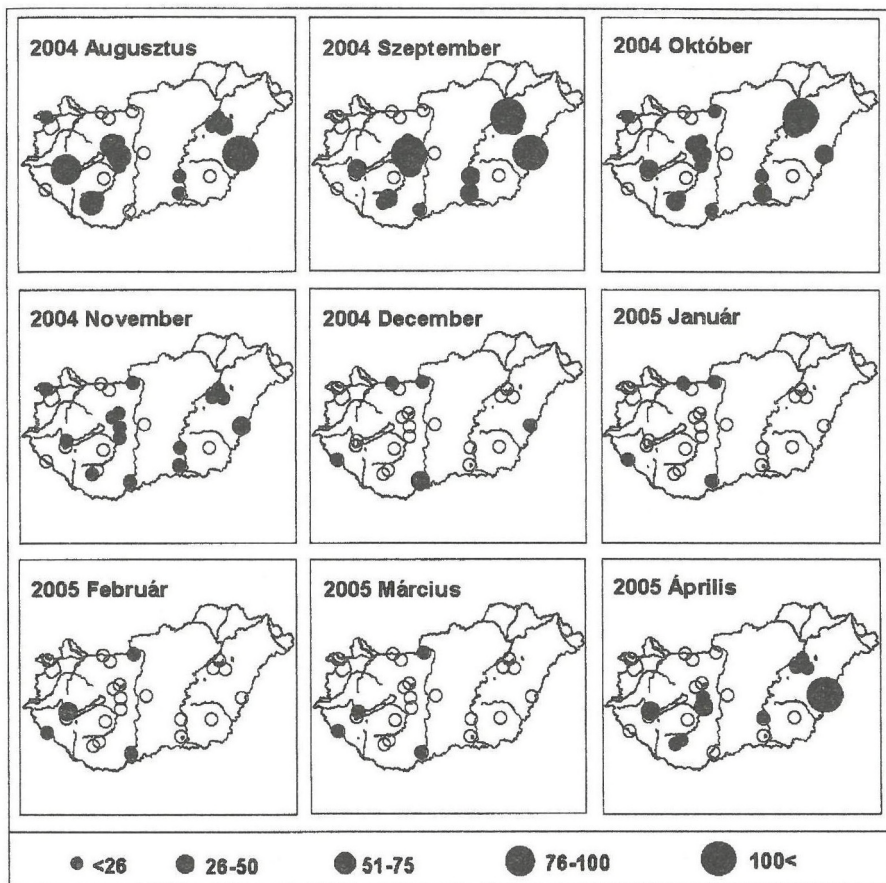 2004 Augusztus
2004 Szeptember
2004 Október
2004 November
2004 December
2005 Január
2005 Február
2005 Március
2005 Április
<26
26-50
51-75
76-100
100<